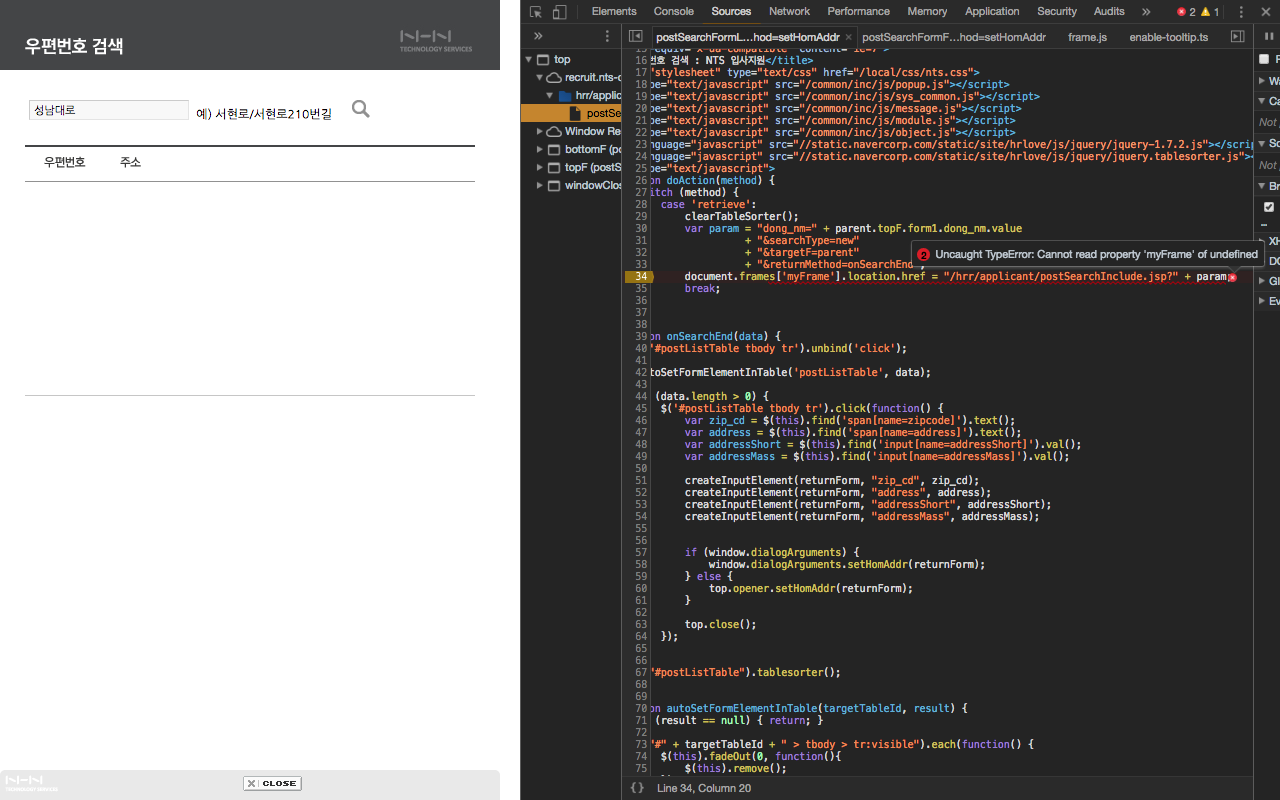 우편번호 검색
N-I-N
TECHNOLOGY SERVICES
성남대로
예) 서현로/서현로210번길
우편번호 주소
CLOSE
TECHNOLOGY SERVICES
Elements Console Sources Network Performance Memory Application Security Audits » 2 1
»
postSearchFormL...hod=setHomAddr × postSearchFormF...hod=setHomAddr frame.js enable-tooltip.ts
top
recruit.nts-c
hrr/applic
postSe
Window Re
bottomF (po
topF (postS
windowClos
16 번호 검색 : NTS 입사지원</title>
17 "stylesheet" type="text/css" href="/local/css/nts.css">
18 pe="text/javascript" src="/common/inc/js/popup.js"></script>
19 pe="text/javascript" src="/common/inc/js/sys_common.js"></script>
20 pe="text/javascript" src="/common/inc/js/message.js"></script>
21 pe="text/javascript" src="/common/inc/js/module.js"></script>
22 pe="text/javascript" src="/common/inc/js/object.js"></script>
23 nguage="javascript" src="//static.navercorp.com/static/site/hrlove/js/jquery/jquery-1.7.2.js"></scrip
24 nguage="javascript" src="//static.navercorp.com/static/site/hrlove/js/jquery/jquery.tablesorter.js"><
25 pe="text/javascript">
26 on doAction(method) {
27 itch (method) {
28 case 'retrieve':
29 clearTableSorter();
30 var param = "dong_nm=" + parent.topF.form1.dong_nm.value
31 + "&searchType=new"
32 + "&targetF=parent"
33 + "&returnMethod=onSearchEnd
2 Uncaught TypeError: Cannot read property 'myFrame' of undefined
34 document.frames['myFrame'].location.href = "/hrr/applicant/postSearchInclude.jsp?" + param;
35 break;
36
37
38
39 on onSearchEnd(data) {
40 '#postListTable tbody tr').unbind('click');
41
42 toSetFormElementInTable('postListTable', data);
43
44 (data.length > 0) {
45 $('#postListTable tbody tr').click(function() {
46 var zip_cd = $(this).find('span[name=zipcode]').text();
47 var address = $(this).find('span[name=address]').text();
48 var addressShort = $(this).find('input[name=addressShort]').val();
49 var addressMass = $(this).find('input[name=addressMass]').val();
50
51 createInputElement(returnForm, "zip_cd", zip_cd);
52 createInputElement(returnForm, "address", address);
53 createInputElement(returnForm, "addressShort", addressShort);
54 createInputElement(returnForm, "addressMass", addressMass);
55
56
57 if (window.dialogArguments) {
58 window.dialogArguments.setHomAddr(returnForm);
59 } else {
60 top.opener.setHomAddr(returnForm);
61 }
62
63 top.close();
64 });
65
66
67 "#postListTable").tablesorter();
68
69
70 on autoSetFormElementInTable(targetTableId, result) {
71 (result == null) { return; }
72
73 "#" + targetTableId + " > tbody > tr:visible").each(function() {
74 $(this).fadeOut(0, function(){
75 $(this).remove();
{} Line 34, Column 20
Wa
Ca
Not
Sc
Not
Br
XH
DO
Gl
Ev